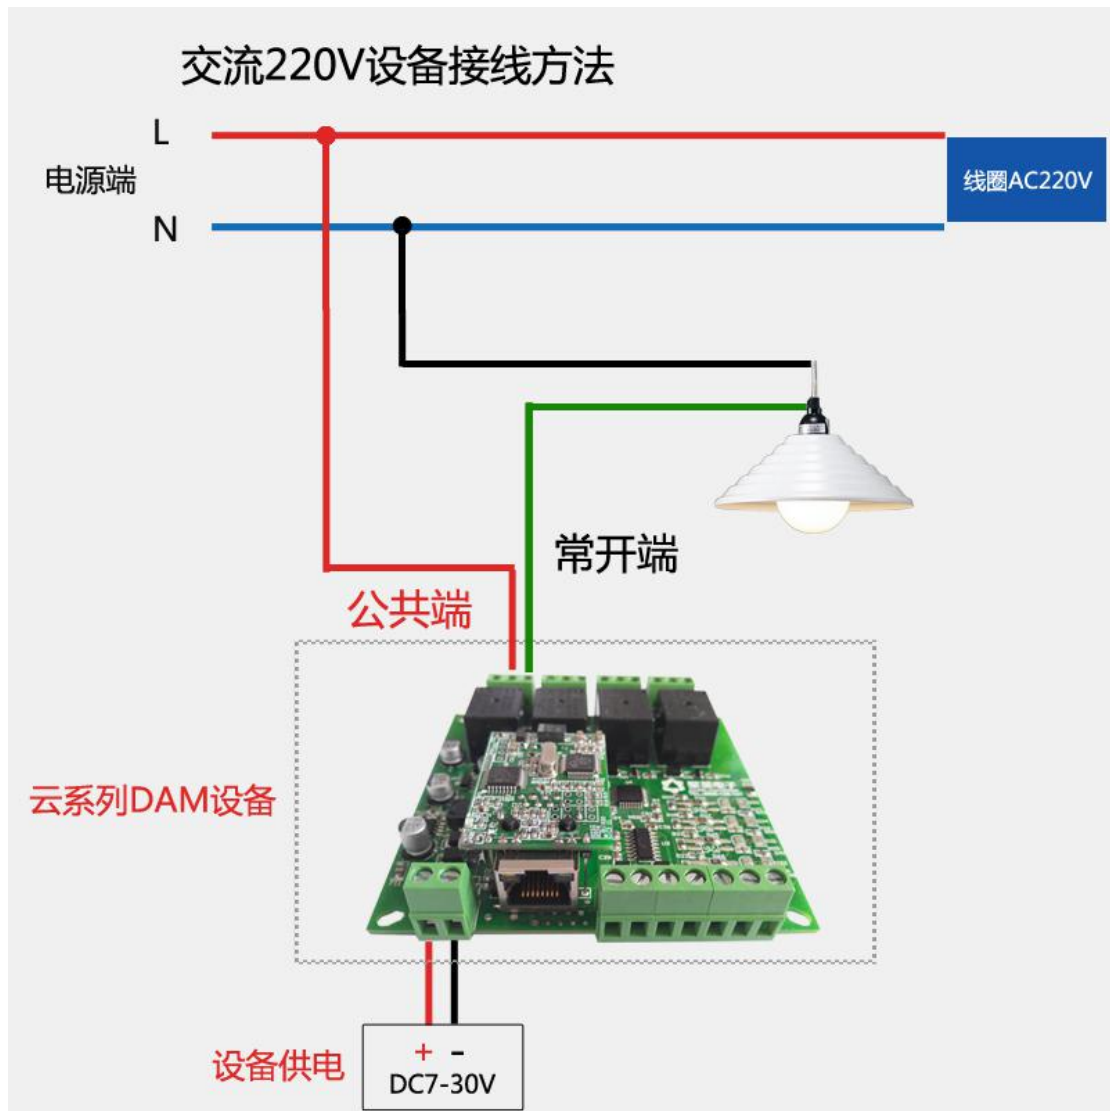 交流220V设备接线方法
L
电源端
线圈AC220V
N
常开端
公共端
云系列DAM设备
设备供电
+ -
DC7-30V